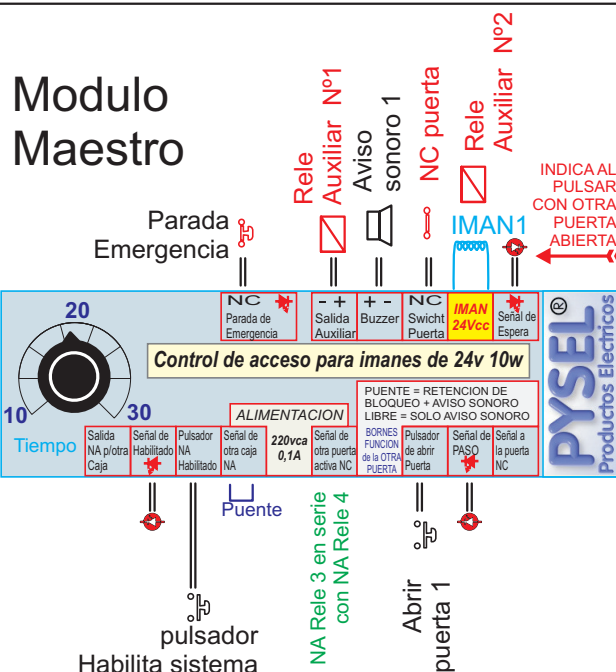 Modulo
Maestro
Parada
Emergencia
Rele
Auxiliar Nº1
Aviso
sonoro 1
NC puerta
Rele
Auxiliar Nº2
IMAN1
INDICA AL
PULSAR
CON OTRA
PUERTA
ABIERTA
NC
Parada de
Emergencia
- +
Salida
Auxiliar
+ -
Buzzer
NC
Swicht
Puerta
IMAN
24Vcc
Señal de
Espera
PYSEL
®
Productos Electricos
10
20
30
Tiempo
Control de acceso para imanes de 24v 10w
ALIMENTACION
PUENTE = RETENCION DE
BLOQUEO + AVISO SONORO
LIBRE = SOLO AVISO SONORO
Salida
NA p/otra
Caja
Señal de
Habilitado
Pulsador
NA
Habilitado
Señal de
otra caja
NA
220vca
0,1A
Señal de
otra puerta
activa NC
BORNES
FUNCION
de la OTRA
PUERTA
Pulsador
de abrir
Puerta
Señal de
PASO
Señal a
la puerta
NC
Puente
pulsador
Habilita sistema
NA Rele 3 en serie
con NA Rele 4
Abrir
puerta 1